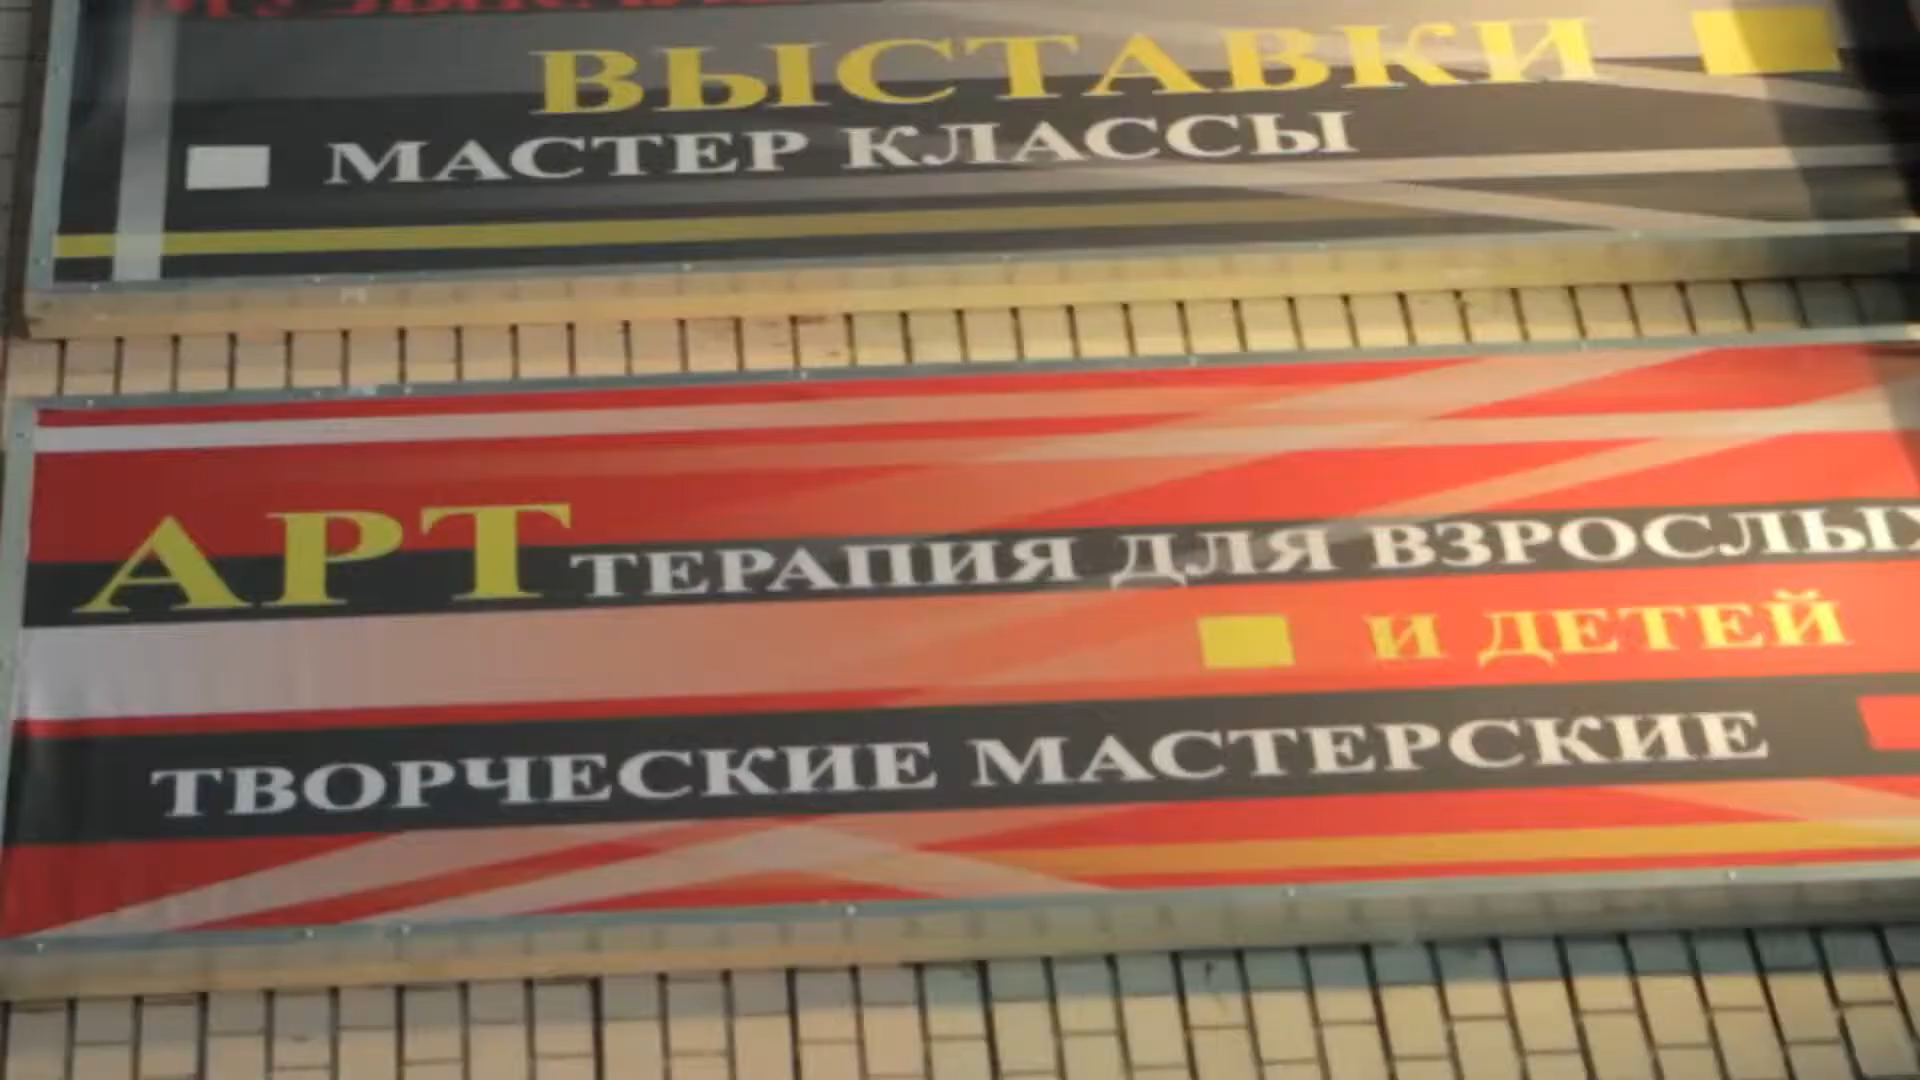 ВЫСТАВКИ
МАСТЕР КЛАССЫ
АРТ ТЕРАПИЯ ДЛЯ ВЗРОСЛЫХ
И ДЕТЕЙ
ТВОРЧЕСКИЕ МАСТЕРСКИЕ